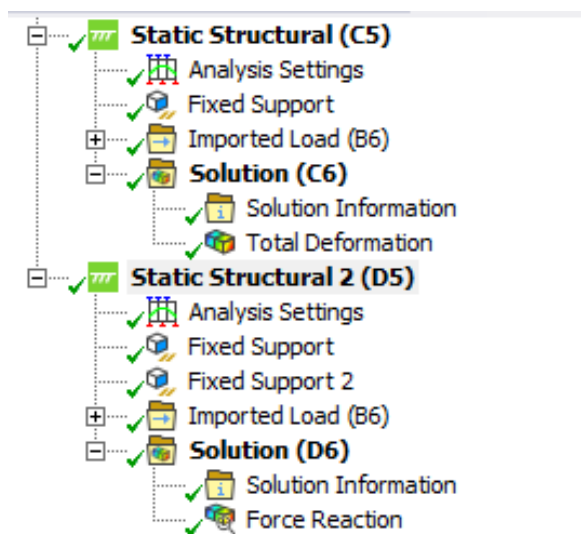 Static Structural (C5)
Analysis Settings
Fixed Support
Imported Load (B6)
Solution (C6)
Solution Information
Total Deformation
Static Structural 2 (D5)
Analysis Settings
Fixed Support
Fixed Support 2
Imported Load (B6)
Solution (D6)
Solution Information
Force Reaction